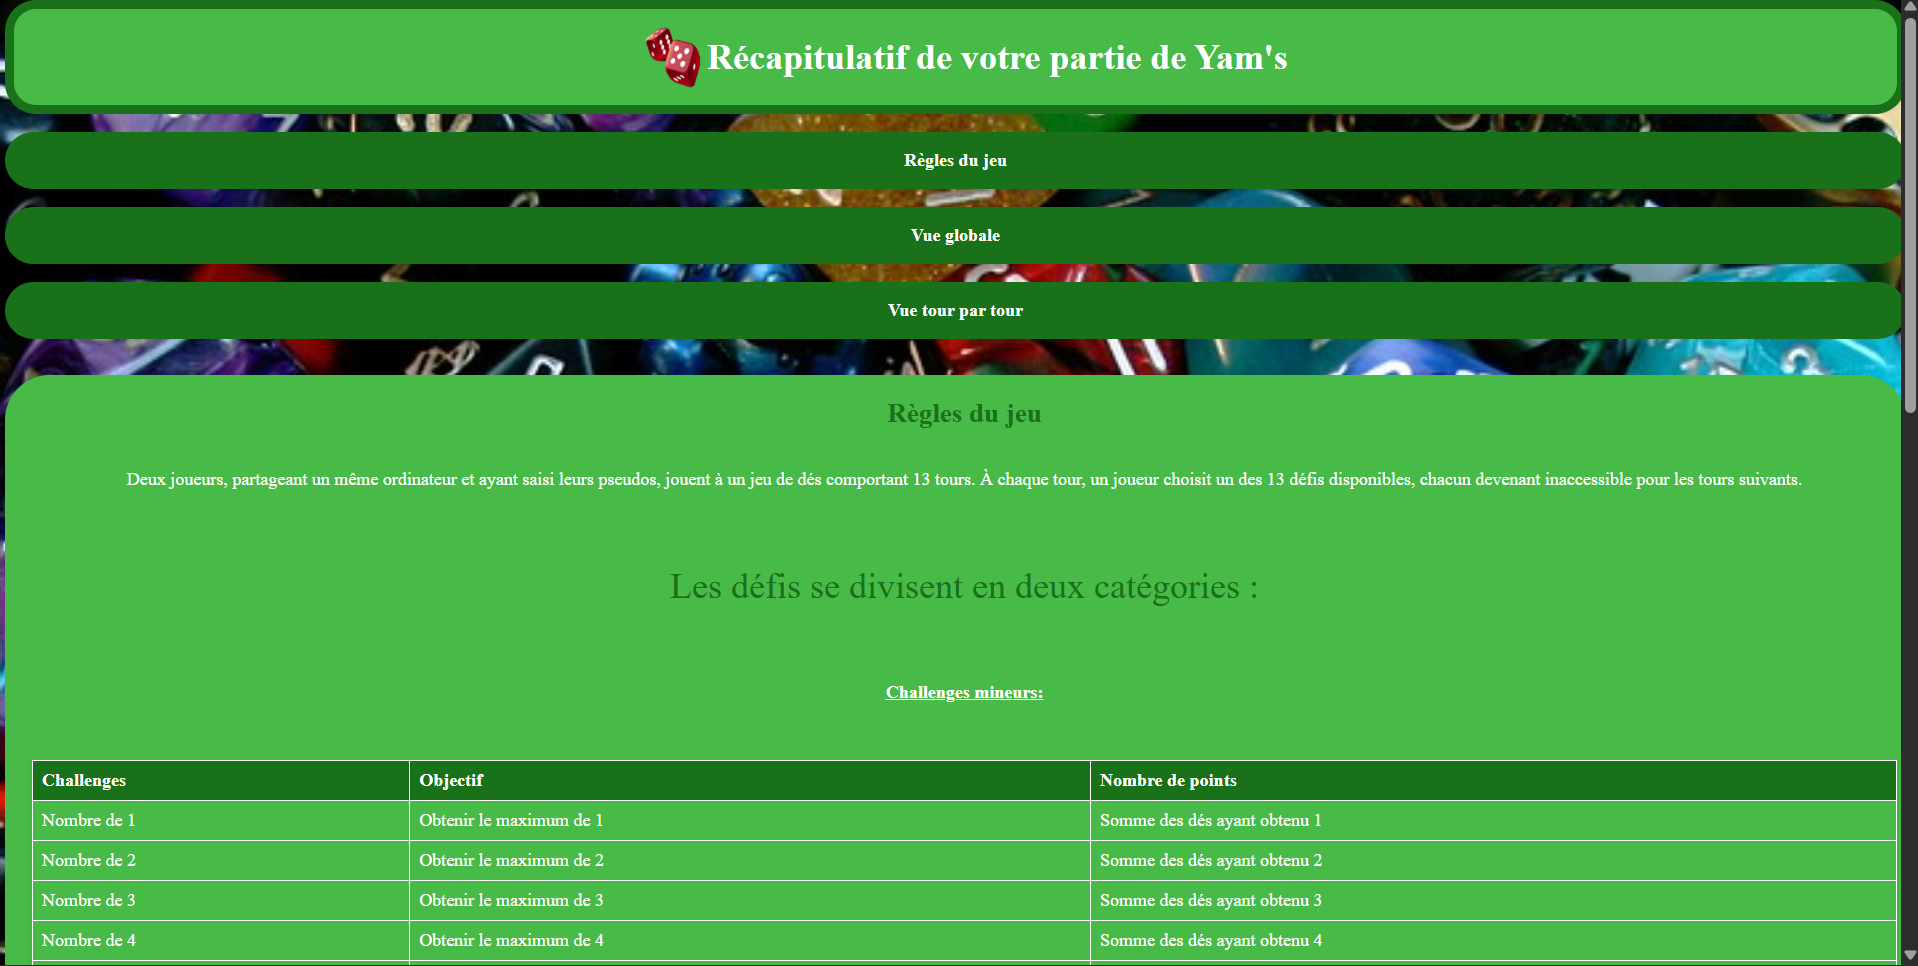 Récapitulatif de votre partie de Yam's
Règles du jeu
Vue globale
Vue tour par tour
Règles du jeu
Deux joueurs, partageant un même ordinateur et ayant saisi leurs pseudos, jouent à un jeu de dés comportant 13 tours. À chaque tour, un joueur choisit un des 13 défis disponibles, chacun devenant inaccessible pour les tours suivants.
Les défis se divisent en deux catégories :
Challenges mineurs:
Challenges Objectif Nombre de points
Nombre de 1 Obtenir le maximum de 1 Somme des dés ayant obtenu 1
Nombre de 2 Obtenir le maximum de 2 Somme des dés ayant obtenu 2
Nombre de 3 Obtenir le maximum de 3 Somme des dés ayant obtenu 3
Nombre de 4 Obtenir le maximum de 4 Somme des dés ayant obtenu 4